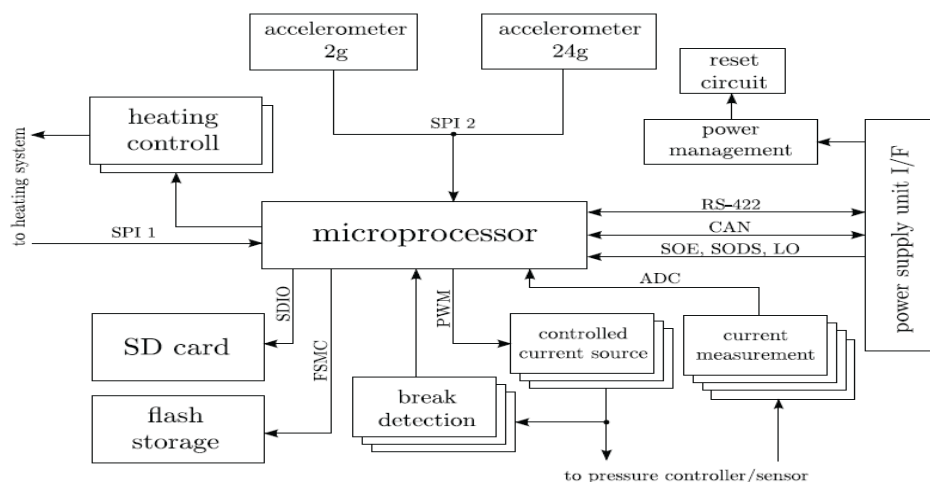 accelerometer
2g
accelerometer
24g
reset
circuit
heating
controll
SPI 2
power
management
to heating system
power supply unit I/F
RS-422
SPI 1
microprocessor
CAN
SOE, SODS, LO
ADC
SDIO
FSMC
PWM
SD card
controlled
current source
current
measurement
break
detection
flash
storage
to pressure controller/sensor